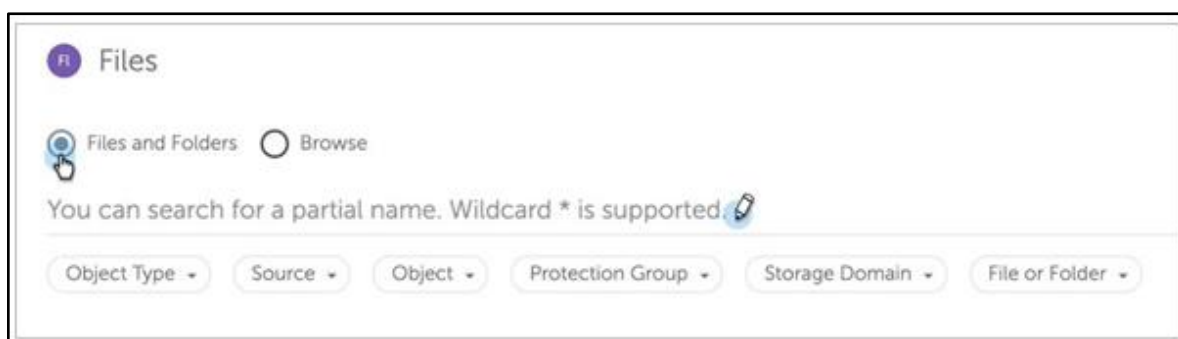 FI Files
Files and Folders Browse
You can search for a partial name. Wildcard * is supported.
Object Type Source Object Protection Group Storage Domain File or Folder